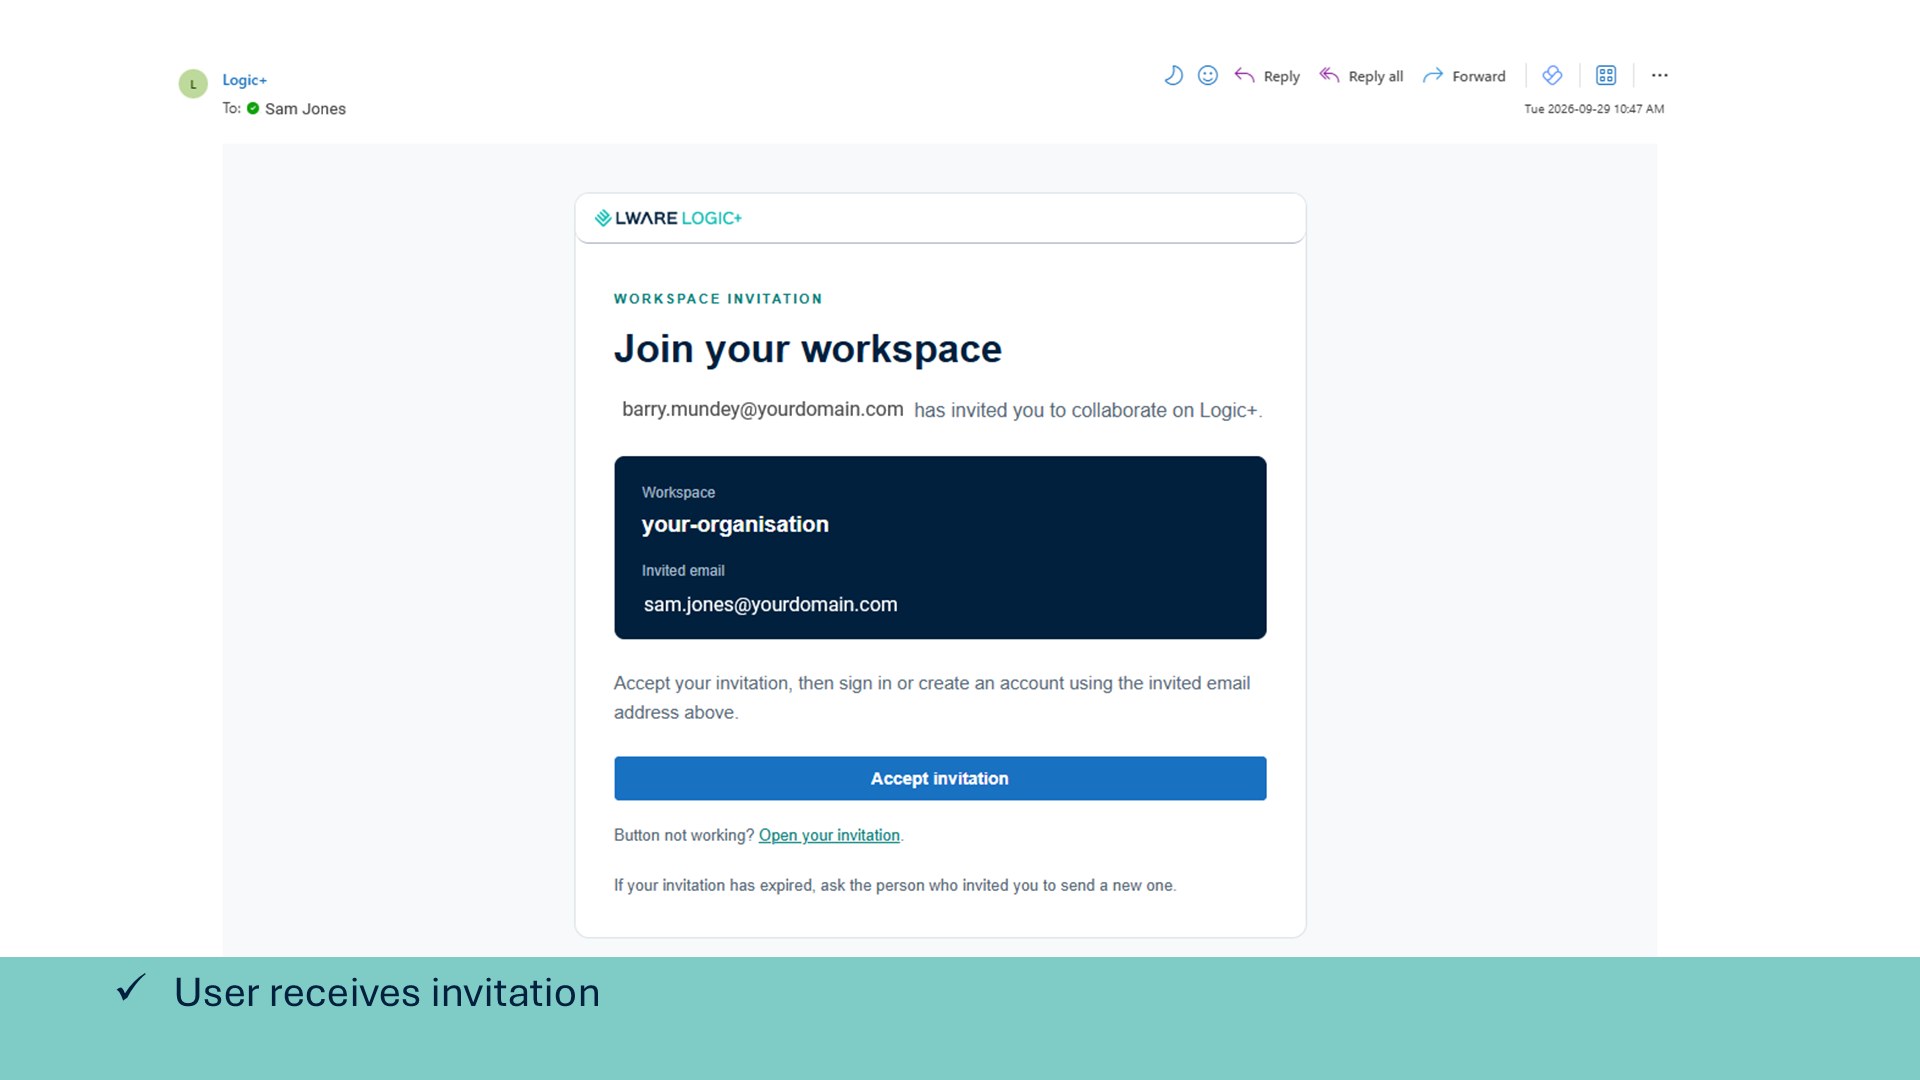 L
Logic+
To: Sam Jones
Reply
Reply all
Forward
Tue 2026-09-29 10:47 AM
LWARE LOGIC+
WORKSPACE INVITATION
Join your workspace
barry.mundey@yourdomain.com has invited you to collaborate on Logic+.
Workspace
your-organisation
Invited email
sam.jones@yourdomain.com
Accept your invitation, then sign in or create an account using the invited email
address above.
Accept invitation
Button not working? Open your invitation.
If your invitation has expired, ask the person who invited you to send a new one.
✓ User receives invitation